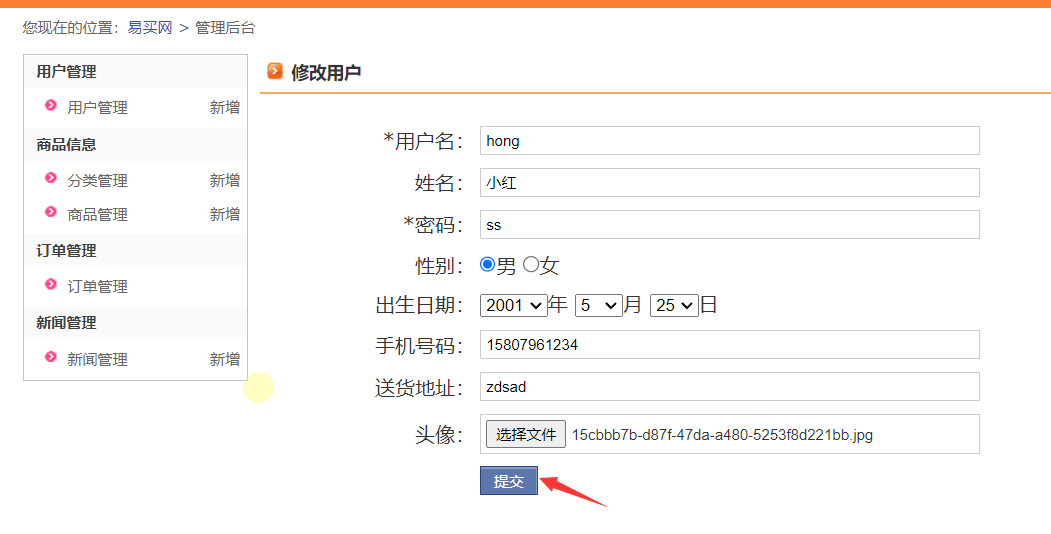 您现在的位置：易买网 > 管理后台
用户管理
用户管理 新增
商品信息
分类管理 新增
商品管理 新增
订单管理
订单管理
新闻管理
新闻管理 新增
修改用户
*用户名： hong
姓名： 小红
*密码： ss
性别： 男 女
出生日期： 2001 年 5 月 25 日
手机号码： 15807961234
送货地址： zdsad
头像： 选择文件 15cbbb7b-d87f-47da-a480-5253f8d221bb.jpg
提交